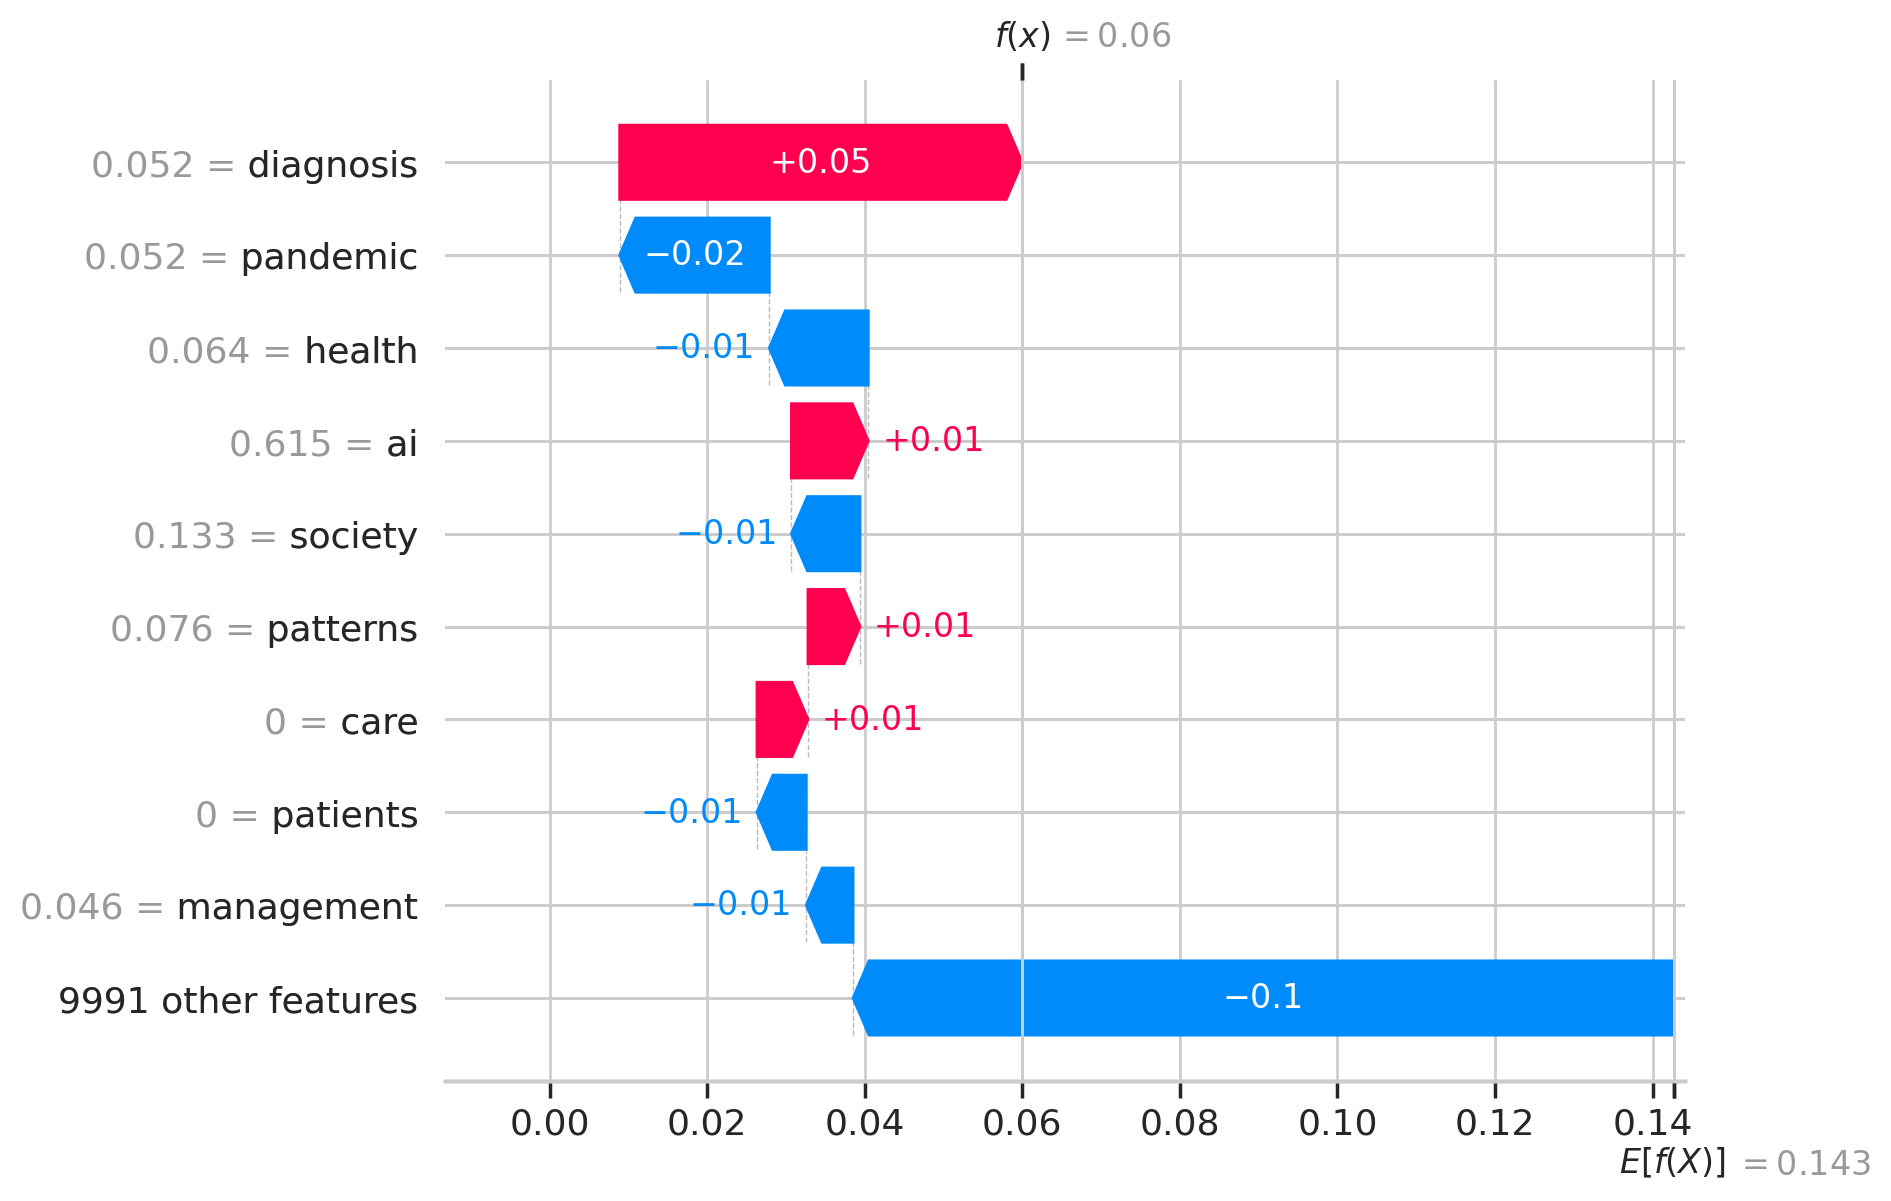 f(x) = 0.06
0.052 = diagnosis
+0.05
0.052 = pandemic
−0.02
0.064 = health
−0.01
0.615 = ai
+0.01
0.133 = society
−0.01
0.076 = patterns
+0.01
0 = care
+0.01
0 = patients
−0.01
0.046 = management
−0.01
9991 other features
−0.1
0.00 0.02 0.04 0.06 0.08 0.10 0.12 0.14
E[f(X)] = 0.143